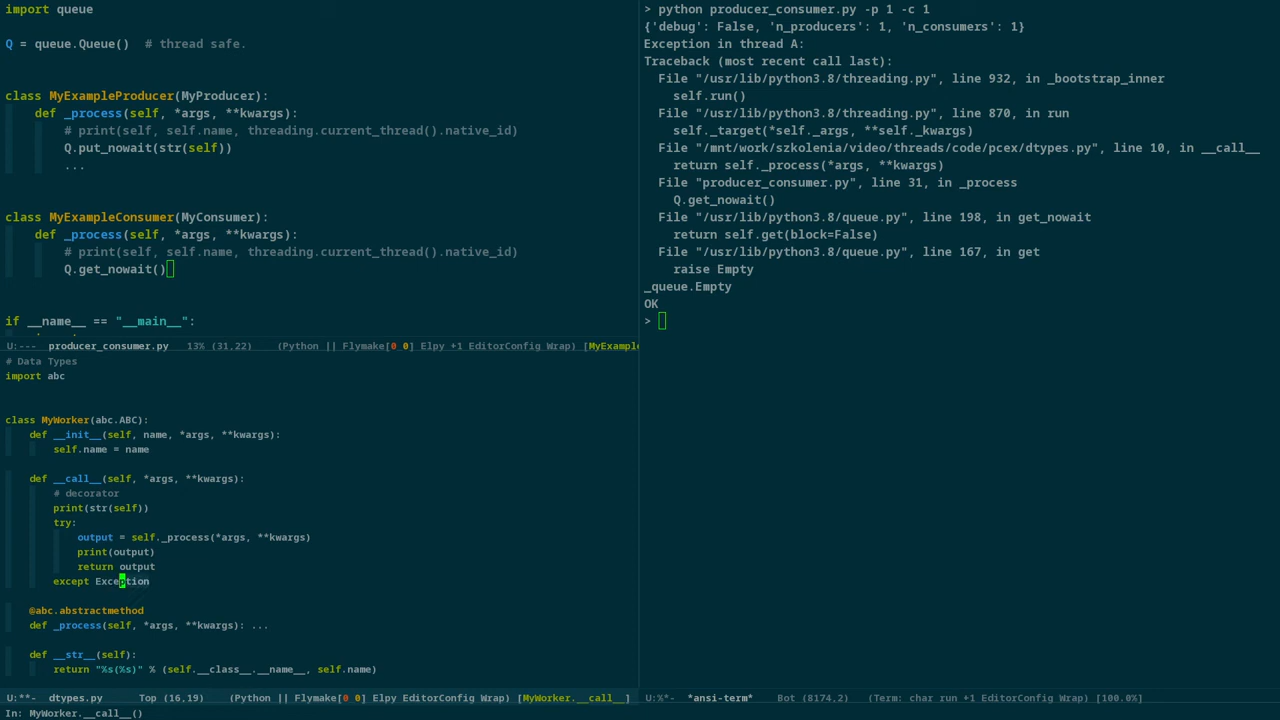 import queue
Q = queue.Queue()  # thread safe.
class MyExampleProducer(MyProducer):
    def _process(self, *args, **kwargs):
        # print(self, self.name, threading.current_thread().native_id)
        Q.put_nowait(str(self))
        ...
class MyExampleConsumer(MyConsumer):
    def _process(self, *args, **kwargs):
        # print(self, self.name, threading.current_thread().native_id)
        Q.get_nowait()
if __name__ == "__main__":
U:---  producer_consumer.py   13% (31,22)    (Python || Flymake[0 0] Elpy +1 EditorConfig Wrap) [MyExampl
# Data Types
import abc
class MyWorker(abc.ABC):
    def __init__(self, name, *args, **kwargs):
        self.name = name
    def __call__(self, *args, **kwargs):
        # decorator
        print(str(self))
        try:
            output = self._process(*args, **kwargs)
            print(output)
            return output
        except Exception
    @abc.abstractmethod
    def _process(self, *args, **kwargs): ...
    def __str__(self):
        return "%s(%s)" % (self.__class__.__name__, self.name)
U:**-  dtypes.py      Top (16,19)    (Python || Flymake[0 0] Elpy EditorConfig Wrap) [MyWorker.__call__]
In: MyWorker.__call__()
> python producer_consumer.py -p 1 -c 1
{'debug': False, 'n_producers': 1, 'n_consumers': 1}
Exception in thread A:
Traceback (most recent call last):
  File "/usr/lib/python3.8/threading.py", line 932, in _bootstrap_inner
    self.run()
  File "/usr/lib/python3.8/threading.py", line 870, in run
    self._target(*self._args, **self._kwargs)
  File "/mnt/work/szkolenia/video/threads/code/pcex/dtypes.py", line 10, in __call__
    return self._process(*args, **kwargs)
  File "producer_consumer.py", line 31, in _process
    Q.get_nowait()
  File "/usr/lib/python3.8/queue.py", line 198, in get_nowait
    return self.get(block=False)
  File "/usr/lib/python3.8/queue.py", line 167, in get
    raise Empty
_queue.Empty
OK
>
U:%*-  *ansi-term*    Bot (8174,2)   (Term: char run +1 EditorConfig Wrap) [100.0%]